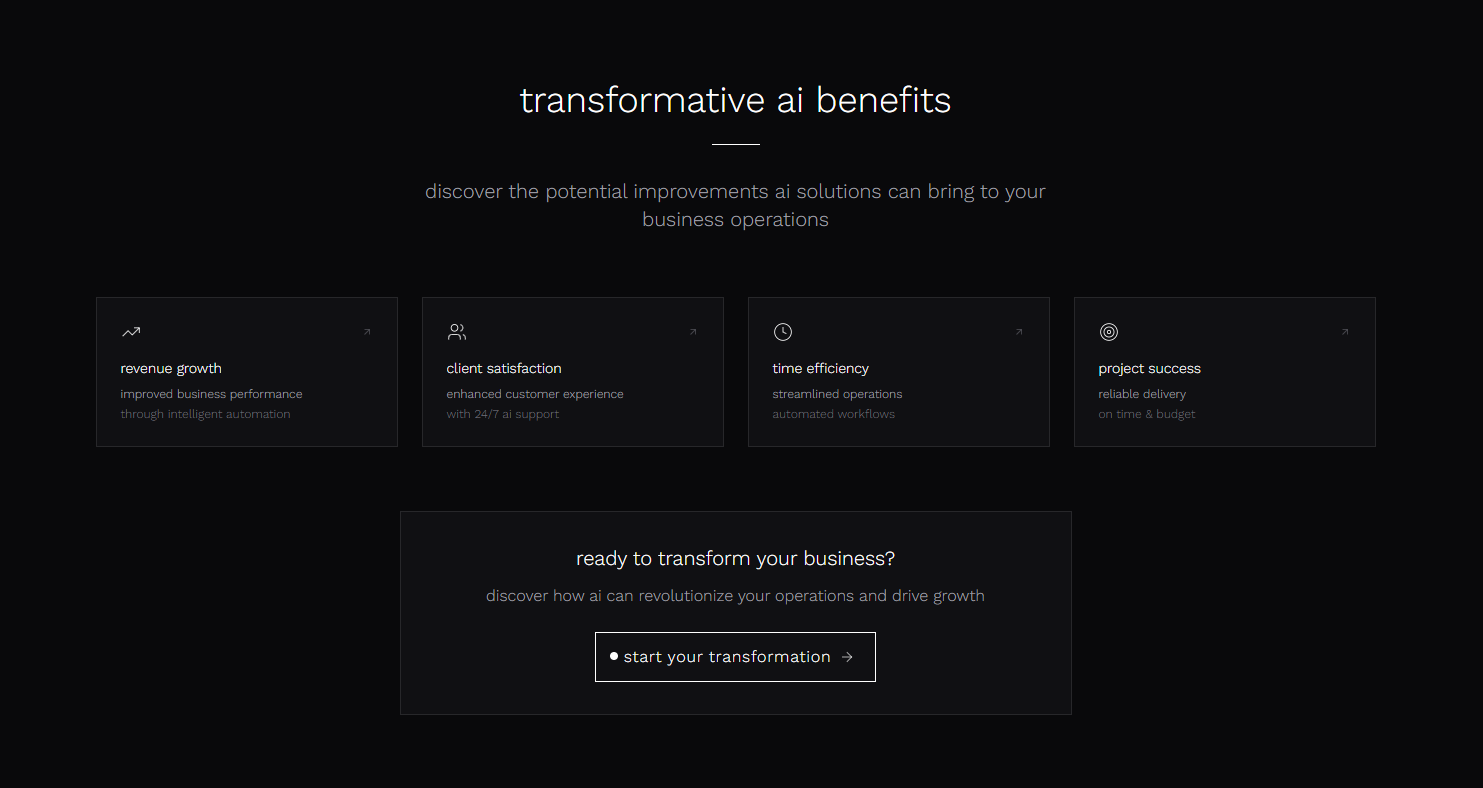 transformative ai benefits
discover the potential improvements ai solutions can bring to your
business operations
revenue growth
improved business performance
through intelligent automation
client satisfaction
enhanced customer experience
with 24/7 ai support
time efficiency
streamlined operations
automated workflows
project success
reliable delivery
on time & budget
ready to transform your business?
discover how ai can revolutionize your operations and drive growth
start your transformation